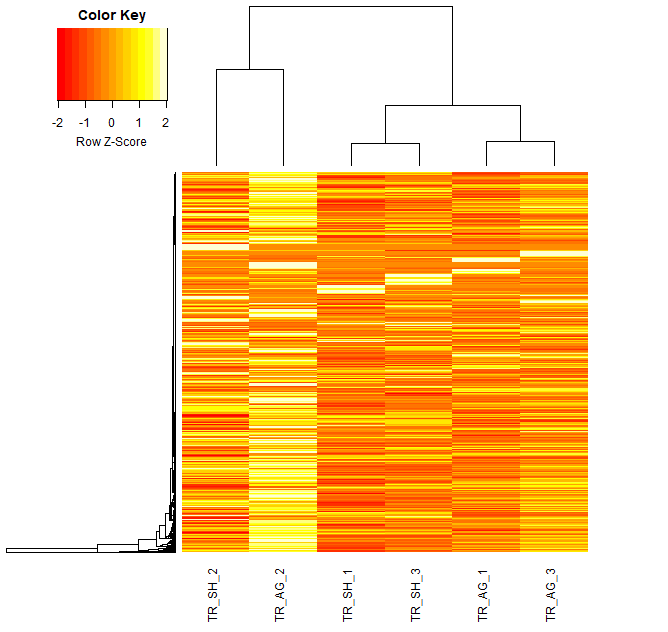 Color Key
-2 -1 0 1 2
Row Z-Score
TR_SH_2
TR_AG_2
TR_SH_1
TR_SH_3
TR_AG_1
TR_AG_3